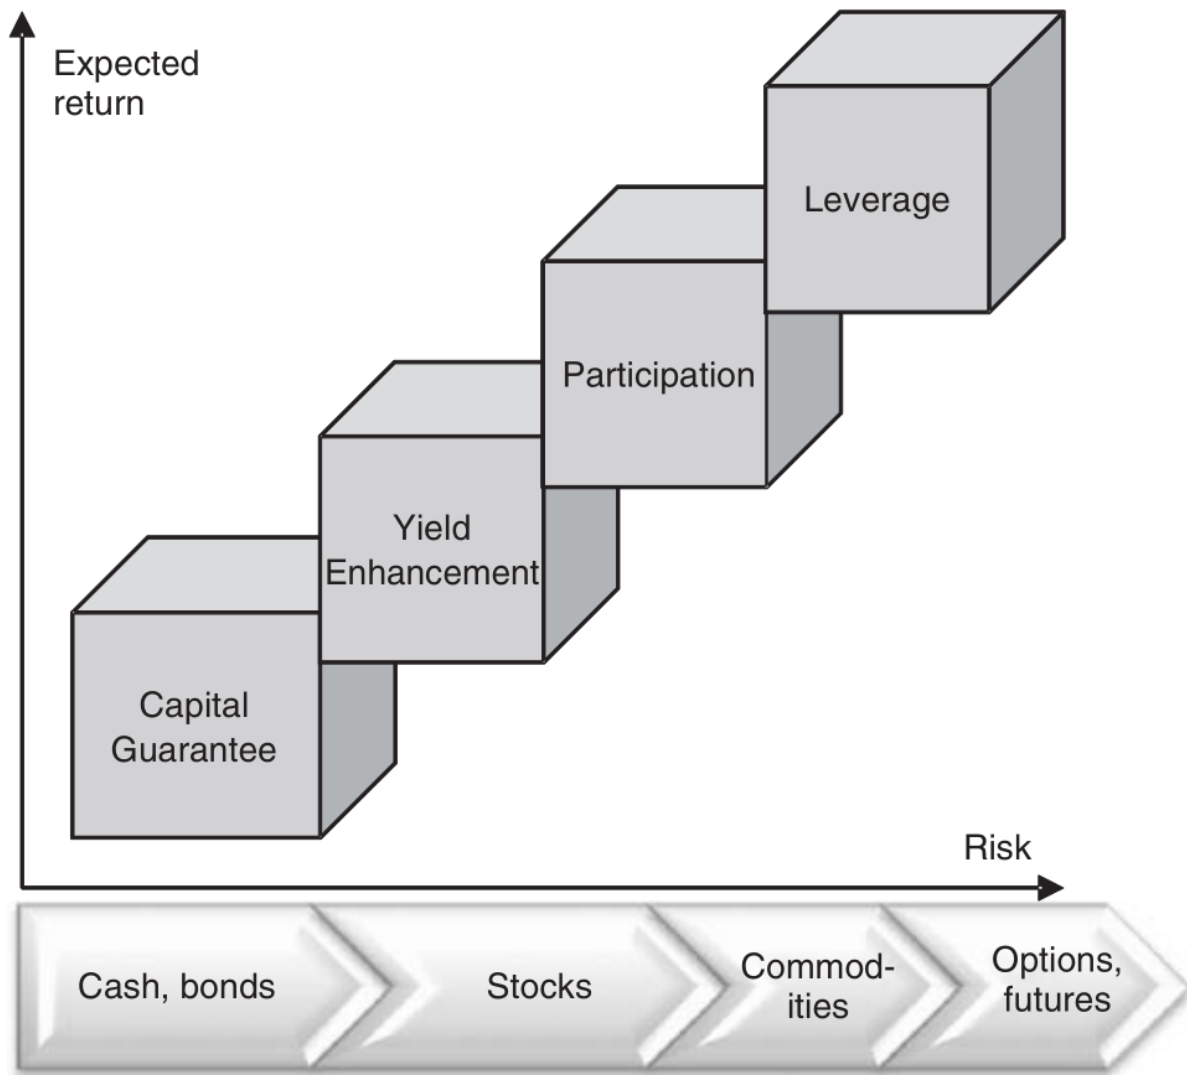 Expected
return
Leverage
Participation
Yield
Enhancement
Capital
Guarantee
Risk
Cash, bonds
Stocks
Commod-
ities
Options,
futures